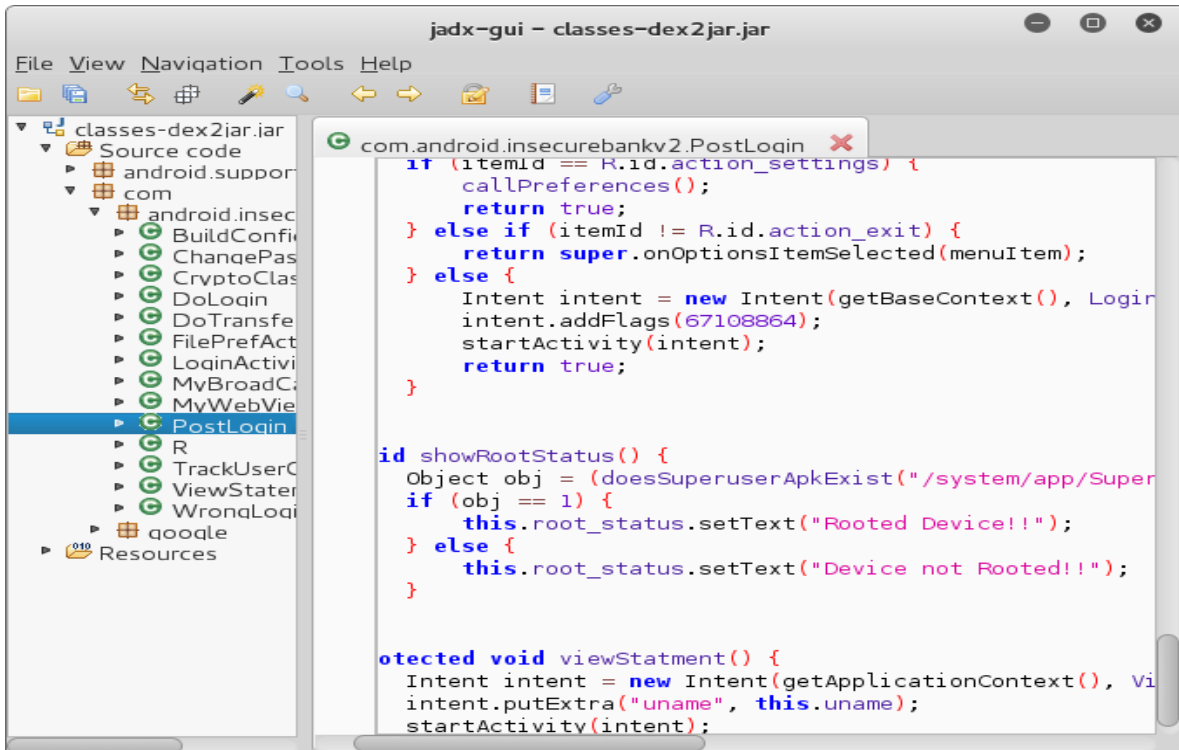 jadx-gui - classes-dex2jar.jar
File View Navigation Tools Help
classes-dex2jar.jar
Source code
android.suppor
com
android.insec
BuildConfi
ChangePas
CryptoClas
DoLogin
DoTransfe
FilePrefAct
LoginActivi
MyBroadCa
MyWebVie
PostLogin
R
TrackUserC
ViewStater
WrongLogi
google
Resources
com.android.insecurebankv2.PostLogin
if (itemId == R.id.action_settings) {
callPreferences();
return true;
} else if (itemId != R.id.action_exit) {
return super.onOptionsItemSelected(menuItem);
} else {
Intent intent = new Intent(getBaseContext(), Login
intent.addFlags(67108864);
startActivity(intent);
return true;
}
id showRootStatus() {
Object obj = (doesSuperuserApkExist("/system/app/Super
if (obj == 1) {
this.root_status.setText("Rooted Device!!");
} else {
this.root_status.setText("Device not Rooted!!");
}
otected void viewStatment() {
Intent intent = new Intent(getApplicationContext(), Vi
intent.putExtra("uname", this.uname);
startActivity(intent);